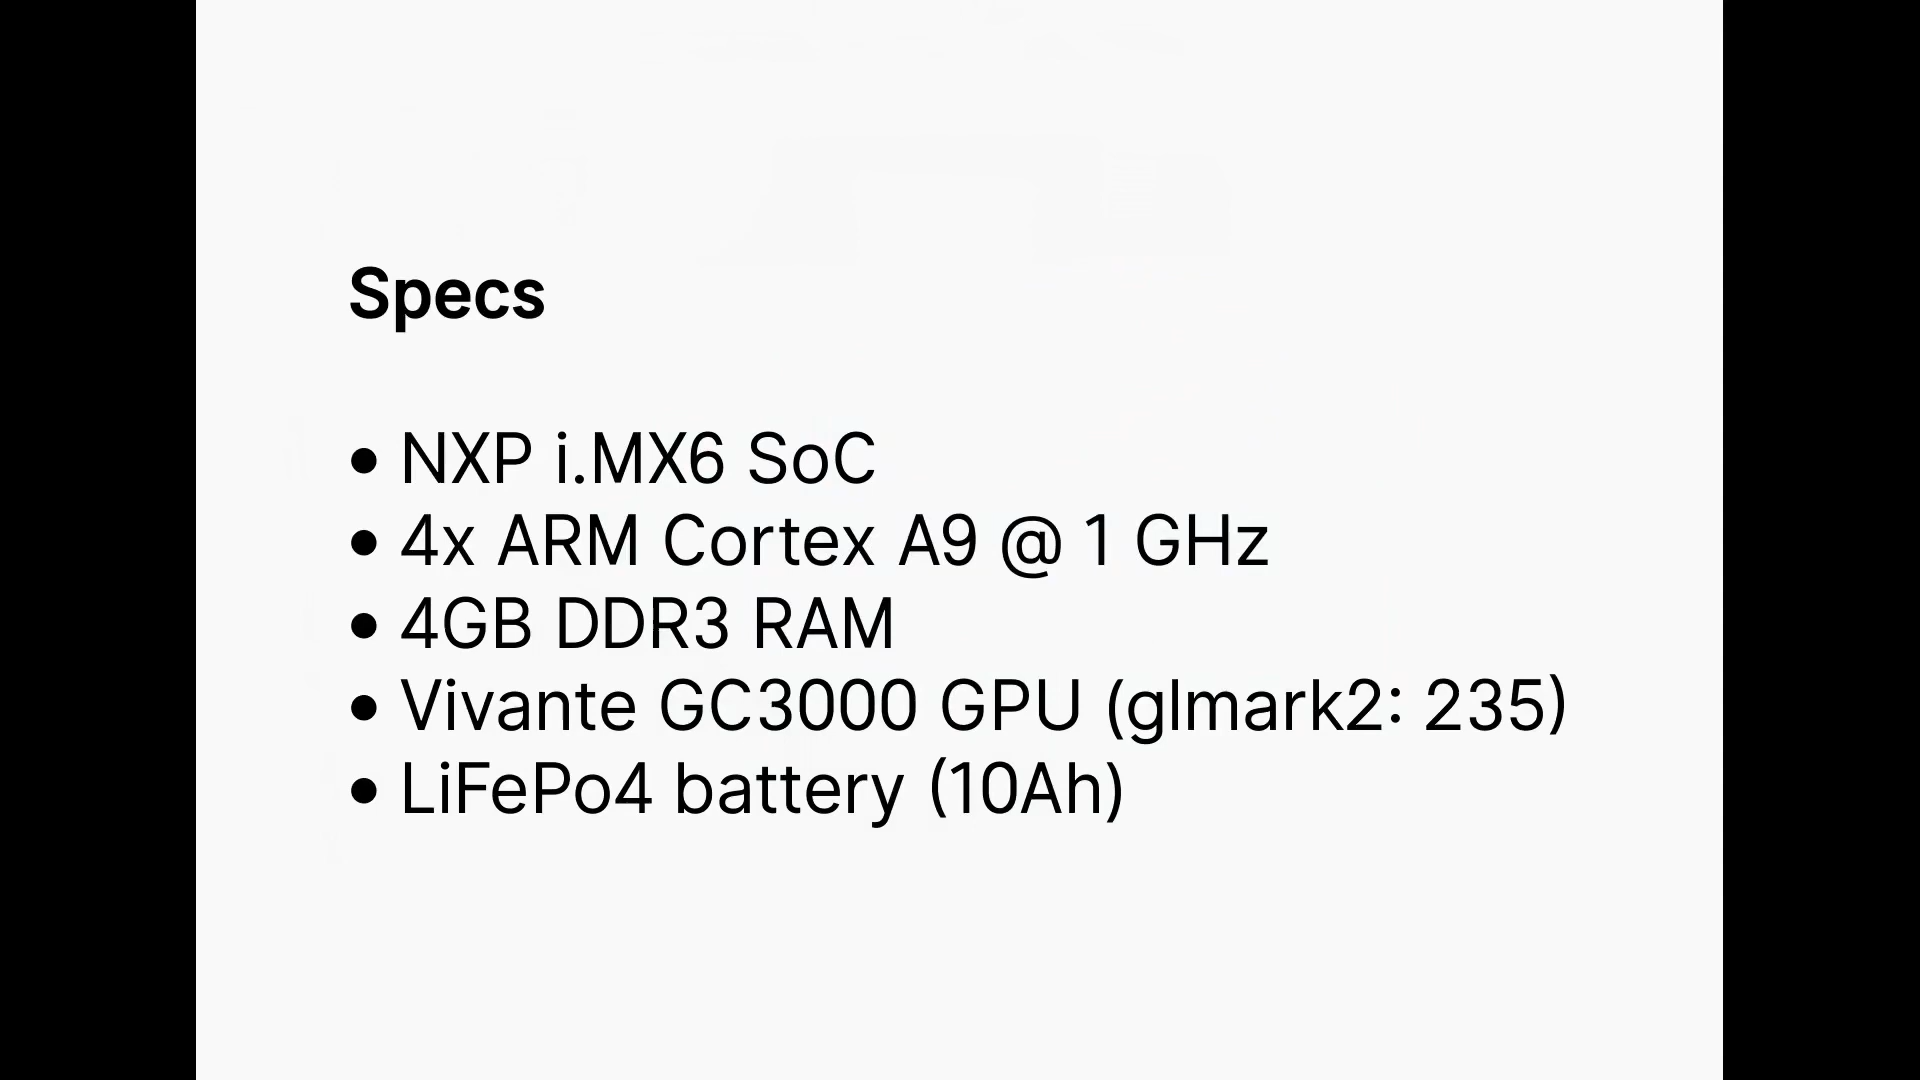 Specs
• NXP i.MX6 SoC
• 4x ARM Cortex A9 @ 1 GHz
• 4GB DDR3 RAM
• Vivante GC3000 GPU (glmark2: 235)
• LiFePo4 battery (10Ah)